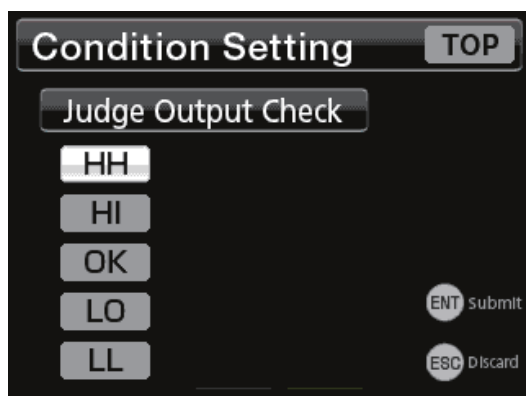 Condition Setting TOP
Judge Output Check
HH
HI
OK
LO
ENT Submit
LL
ESC Discard